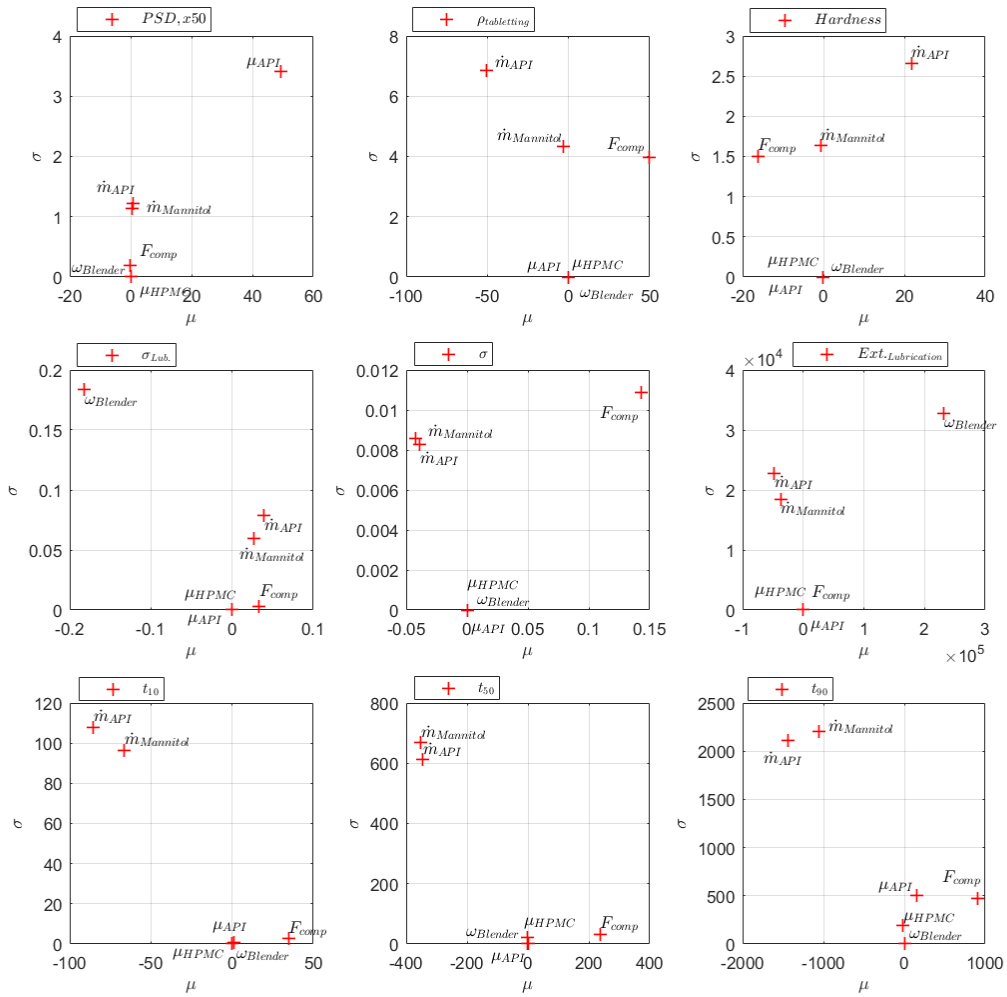 PSD, x50
ρ_tabletting
Hardness
4
3
2
1
0
σ
μ_API
ṁ_API
ṁ_Mannitol
F_comp
ω_Blender
μ_HPMC
-20 0 20 40 60
μ
8
6
4
2
0
σ
ṁ_API
ṁ_Mannitol
F_comp
μ_API
μ_HPMC
ω_Blender
-100 -50 0 50
μ
3
2.5
2
1.5
1
0.5
0
σ
ṁ_API
F_comp
ṁ_Mannitol
μ_HPMC
ω_Blender
μ_API
-20 0 20 40
μ
σ_Lub.
σ
Ext._Lubrication
0.2
0.15
0.1
0.05
0
σ
ω_Blender
ṁ_API
ṁ_Mannitol
μ_HPMC
F_comp
μ_API
-0.2 -0.1 0 0.1
μ
0.012
0.01
0.008
0.006
0.004
0.002
0
σ
F_comp
ṁ_Mannitol
ṁ_API
μ_HPMC
ω_Blender
μ_API
-0.05 0 0.05 0.1 0.15
μ
×10^4
4
3
2
1
0
σ
ω_Blender
ṁ_API
ṁ_Mannitol
μ_HPMC
F_comp
μ_API
-1 0 1 2 3
×10^5
μ
t_10
t_50
t_90
120
100
80
60
40
20
0
σ
ṁ_API
ṁ_Mannitol
μ_API
F_comp
μ_HPMC
ω_Blender
-100 -50 0 50
μ
800
600
400
200
0
σ
ṁ_Mannitol
ṁ_API
μ_HPMC
F_comp
ω_Blender
μ_API
-400 -200 0 200 400
μ
2500
2000
1500
1000
500
0
σ
ṁ_Mannitol
ṁ_API
F_comp
μ_API
μ_HPMC
ω_Blender
-2000 -1000 0 1000
μ